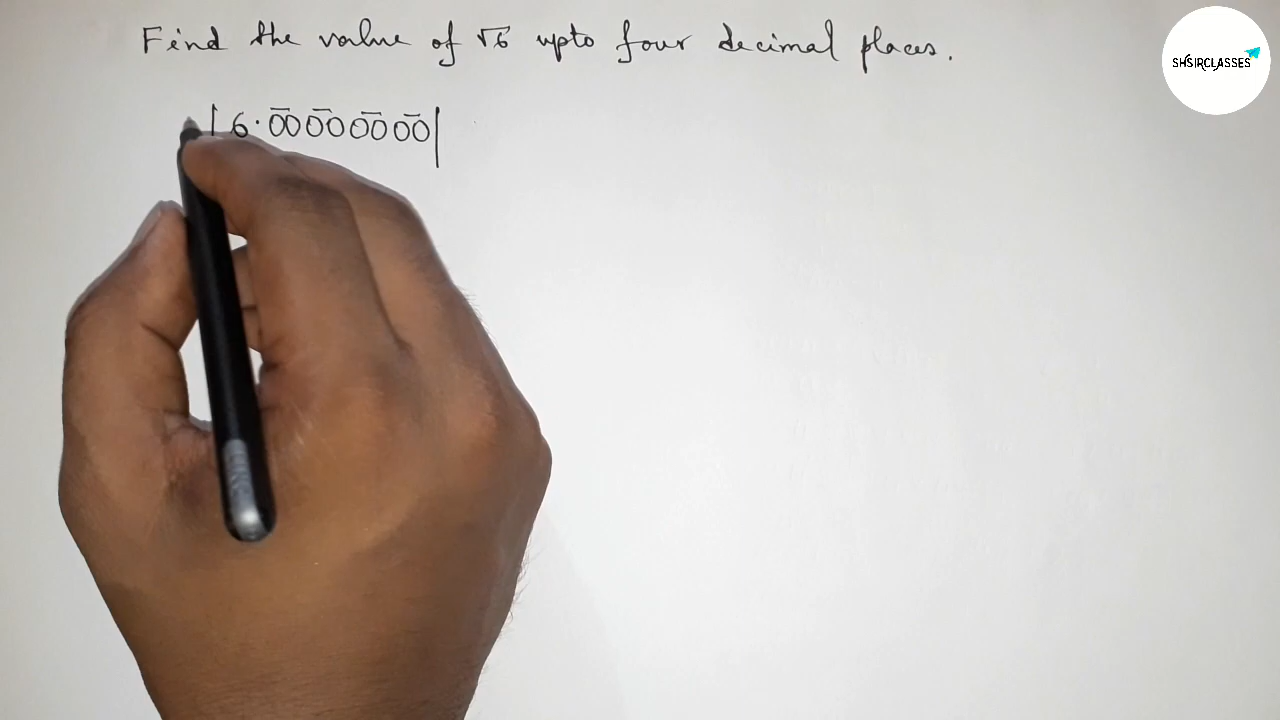 Find the value of √6 upto four decimal places.
SHSIRCLASSES
6.00000000